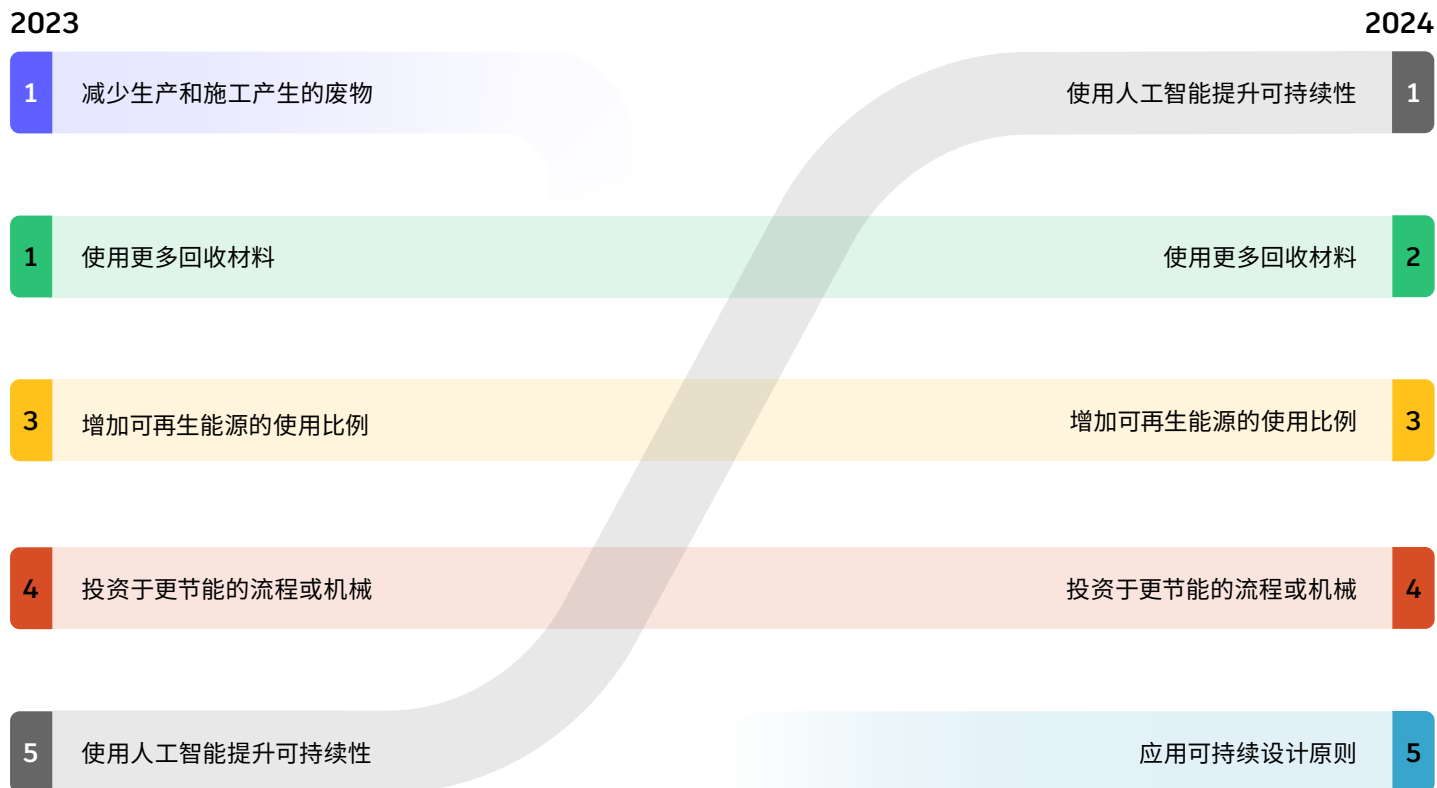 2023 2024
1 减少生产和施工产生的废物 使用人工智能提升可持续性 1
1 使用更多回收材料 使用更多回收材料 2
3 增加可再生能源的使用比例 增加可再生能源的使用比例 3
4 投资于更节能的流程或机械 投资于更节能的流程或机械 4
5 使用人工智能提升可持续性 应用可持续设计原则 5